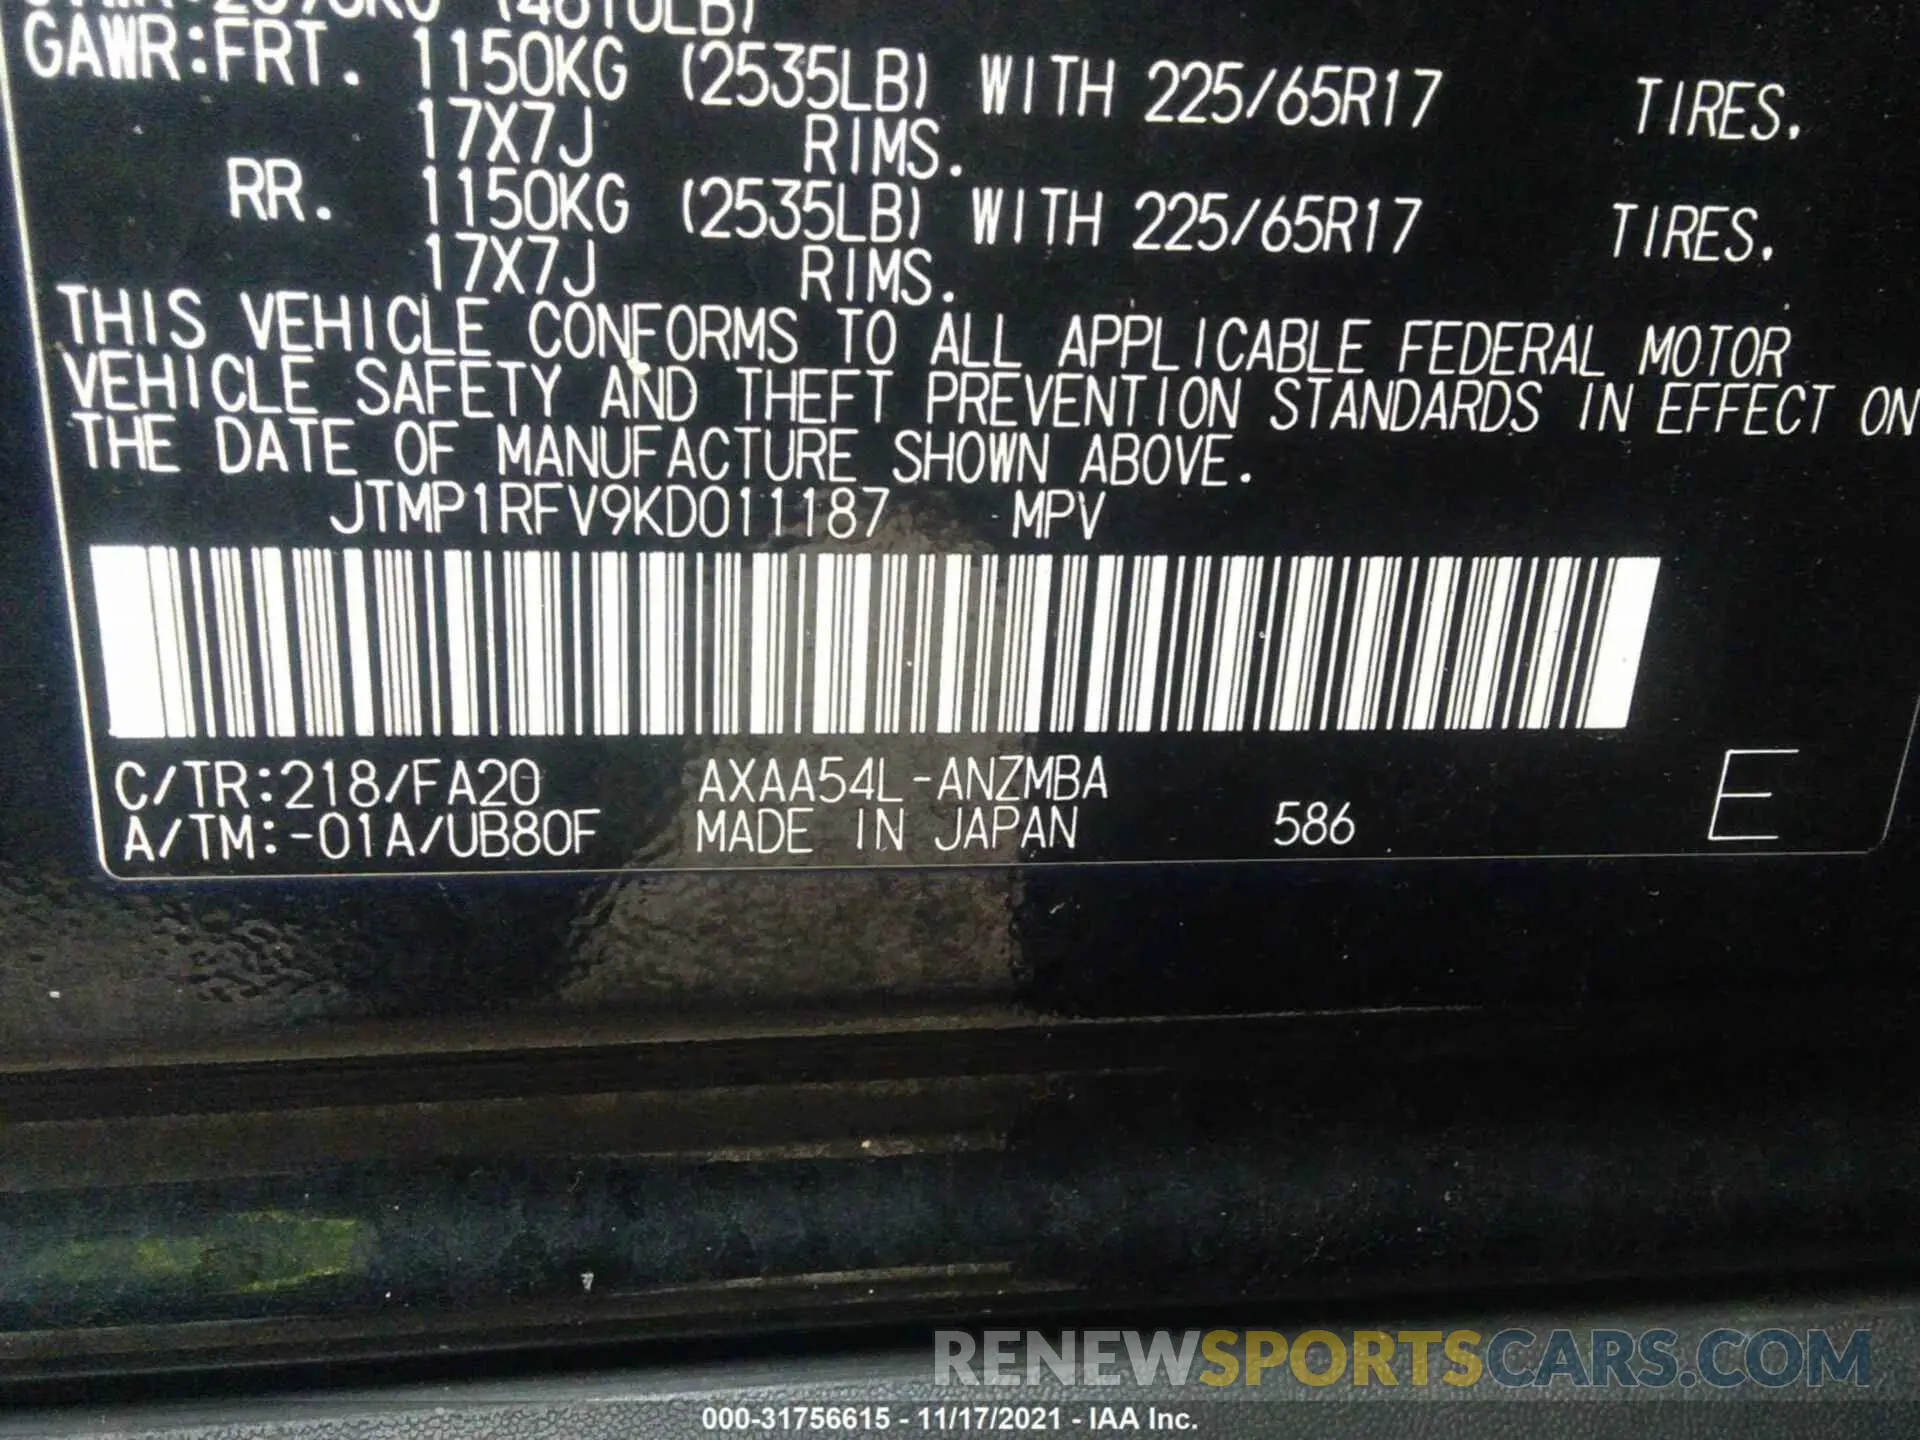 GAWR:FRT. 1150KG (2535LB) WITH 225/65R17 TIRES,
17X7J RIMS.
RR. 1150KG (2535LB) WITH 225/65R17 TIRES,
17X7J RIMS.
THIS VEHICLE CONFORMS TO ALL APPLICABLE FEDERAL MOTOR
VEHICLE SAFETY AND THEFT PREVENTION STANDARDS IN EFFECT ON
THE DATE OF MANUFACTURE SHOWN ABOVE.
JTMP1RFV9KD011187 MPV
C/TR:218/FA20 AXAA54L-ANZMBA
A/TM:-01A/UB80F MADE IN JAPAN 586 E
RENEWSPORTSCARS.COM
000-31756615 - 11/17/2021 - IAA Inc.